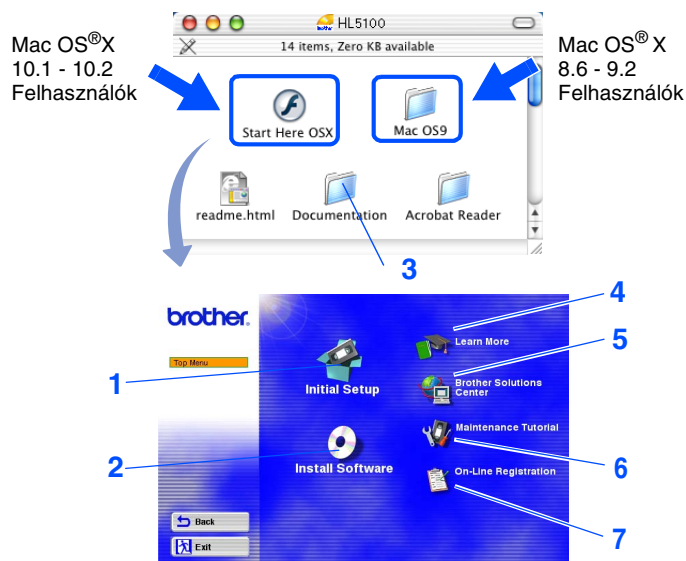 HL5100
14 items, Zero KB available
Mac OS®X
10.1 - 10.2
Felhasználók
Mac OS® X
8.6 - 9.2
Felhasználók
Start Here OSX
Mac OS9
readme.html
Documentation
Acrobat Reader
3
brother.
Top Menu
1
Initial Setup
2
Install Software
4
Learn More
5
Brother Solutions
Center
Maintenance Tutorial
6
On-Line Registration
7
Back
Exit